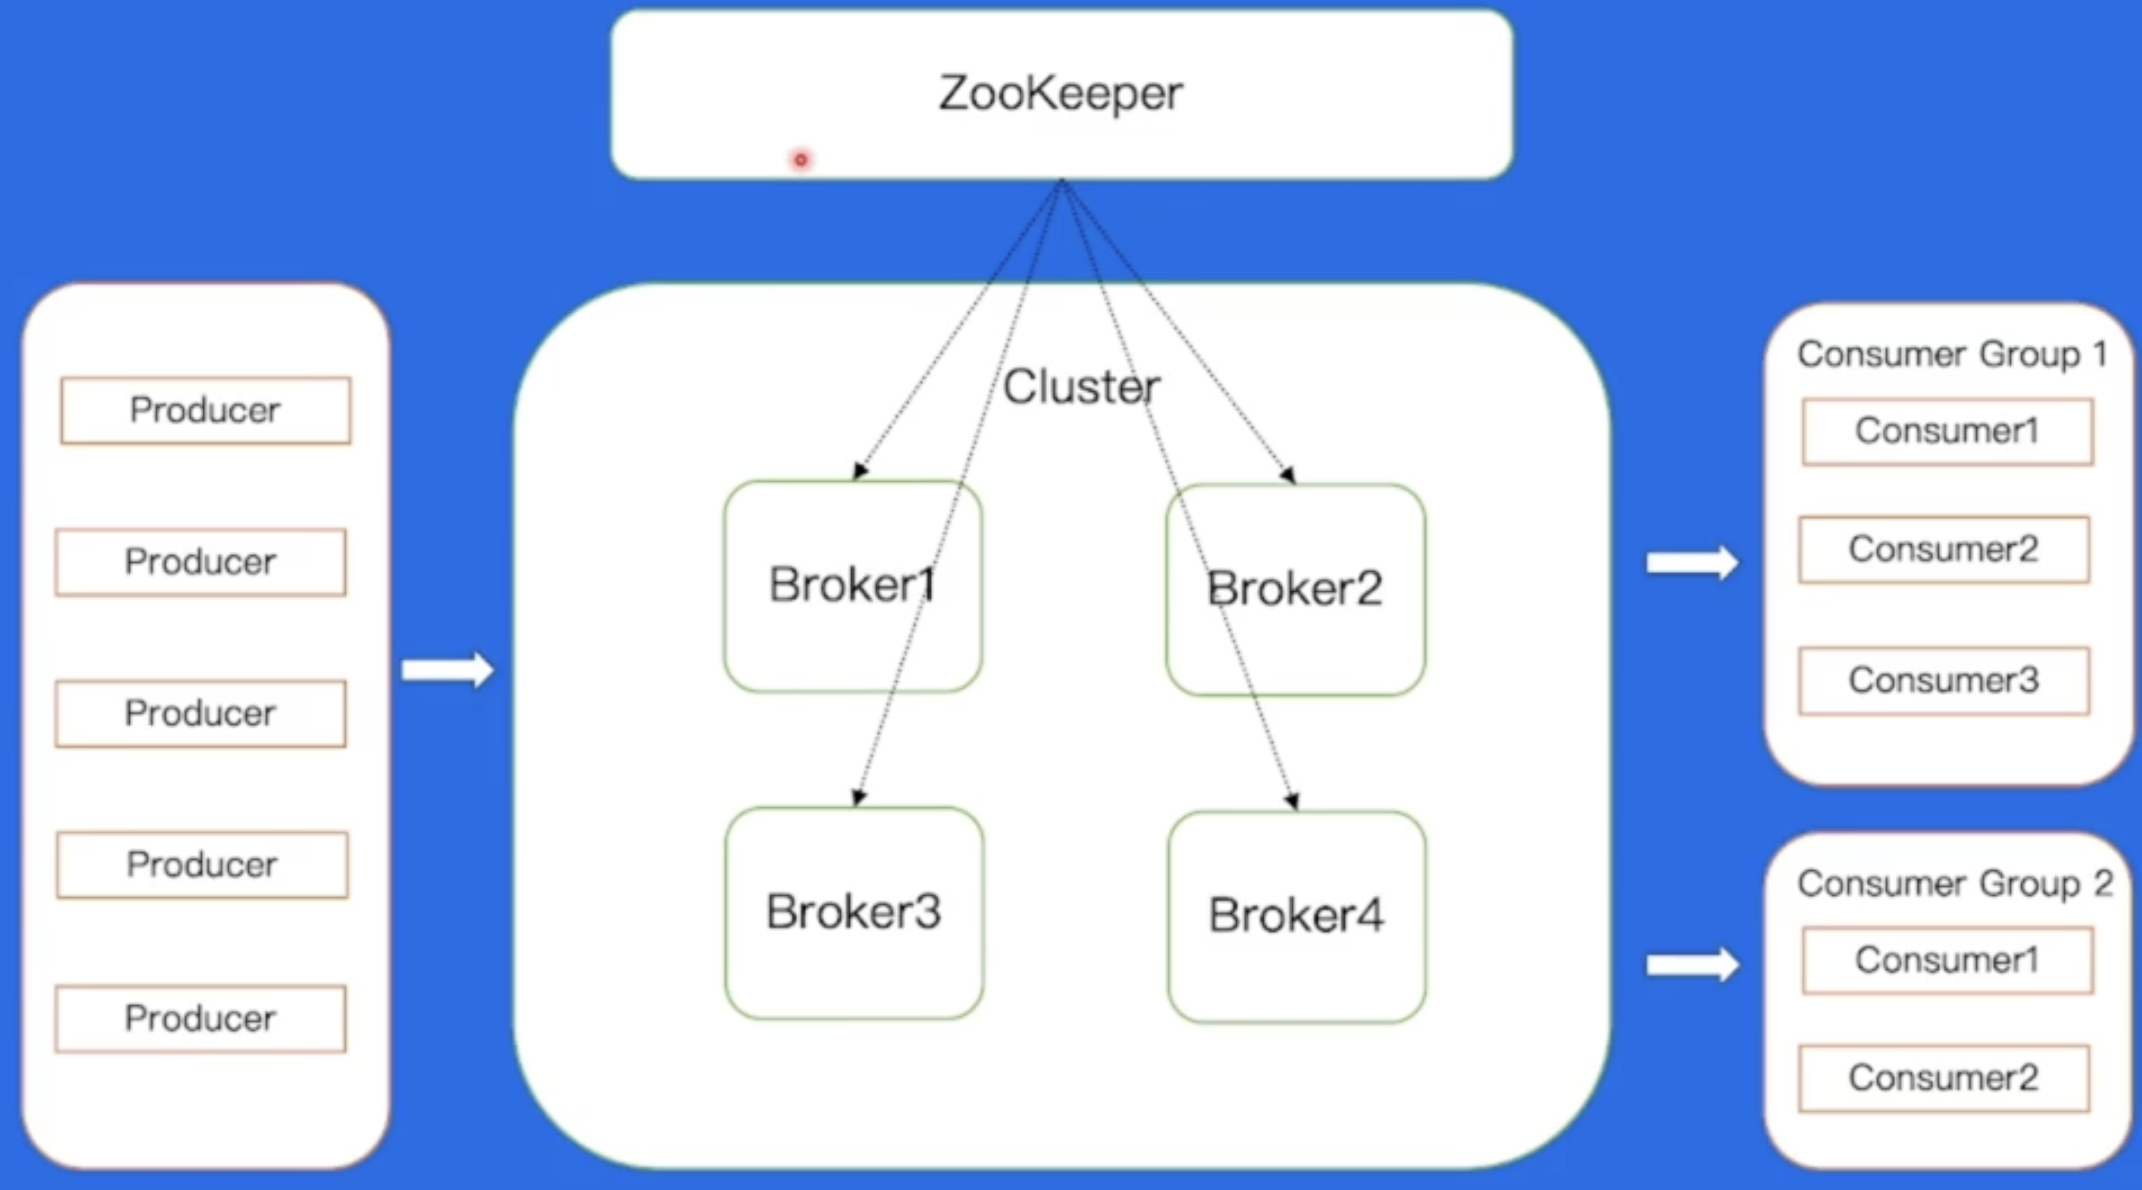 ZooKeeper
Producer
Producer
Producer
Producer
Producer
Cluster
Broker1
Broker2
Broker3
Broker4
Consumer Group 1
Consumer1
Consumer2
Consumer3
Consumer Group 2
Consumer1
Consumer2